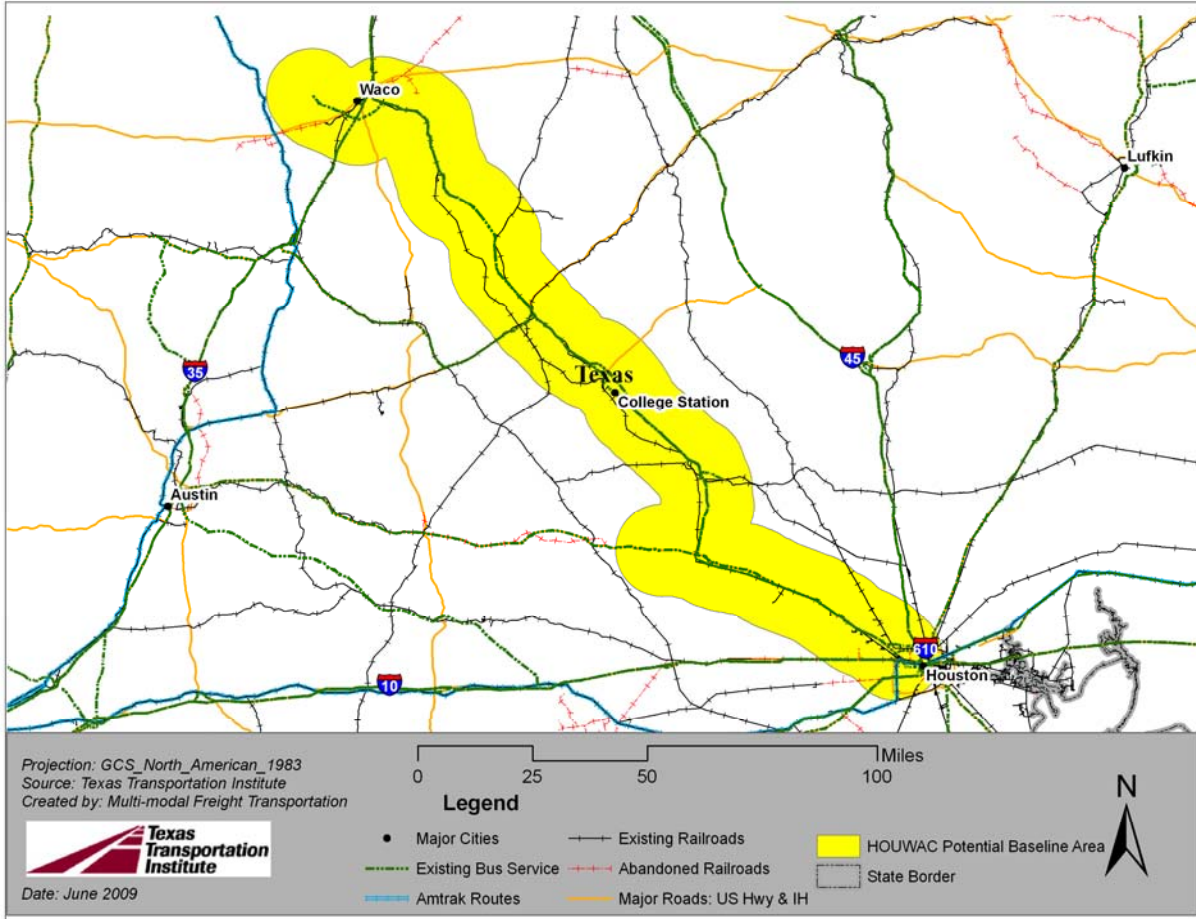 Waco
Lufkin
45
35
Texas
College Station
Austin
610
Houston
10
Projection: GCS_North_American_1983
Source: Texas Transportation Institute
Created by: Multi-modal Freight Transportation
Texas
Transportation
Institute
Date: June 2009
Miles
0 25 50 100
Legend
Major Cities
Existing Bus Service
Amtrak Routes
Existing Railroads
Abandoned Railroads
Major Roads: US Hwy & IH
HOUWAC Potential Baseline Area
State Border
N